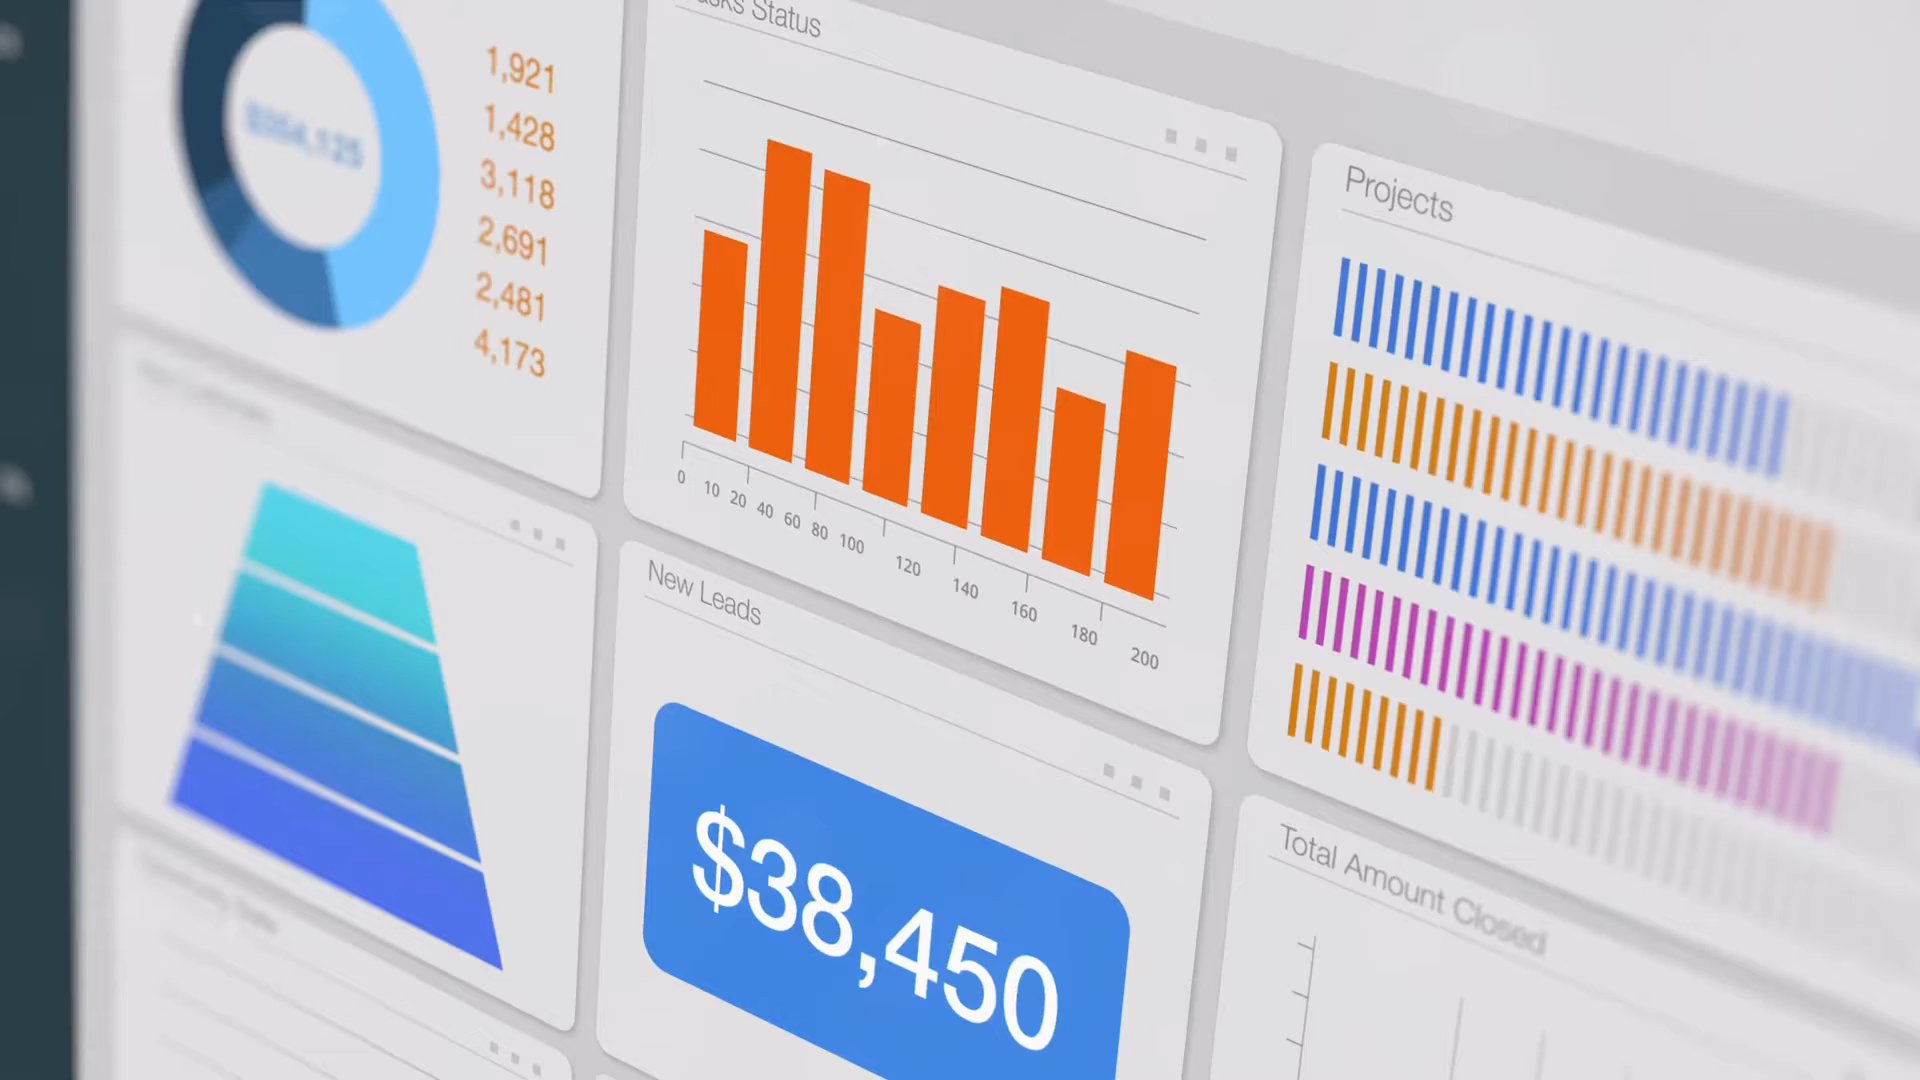 1,921
1,428
3,118
2,691
2,481
4,173
Status
0 10 20 40 60 80 100 120 140 160 180 200
Projects
New Leads
$38,450
Total Amount Closed